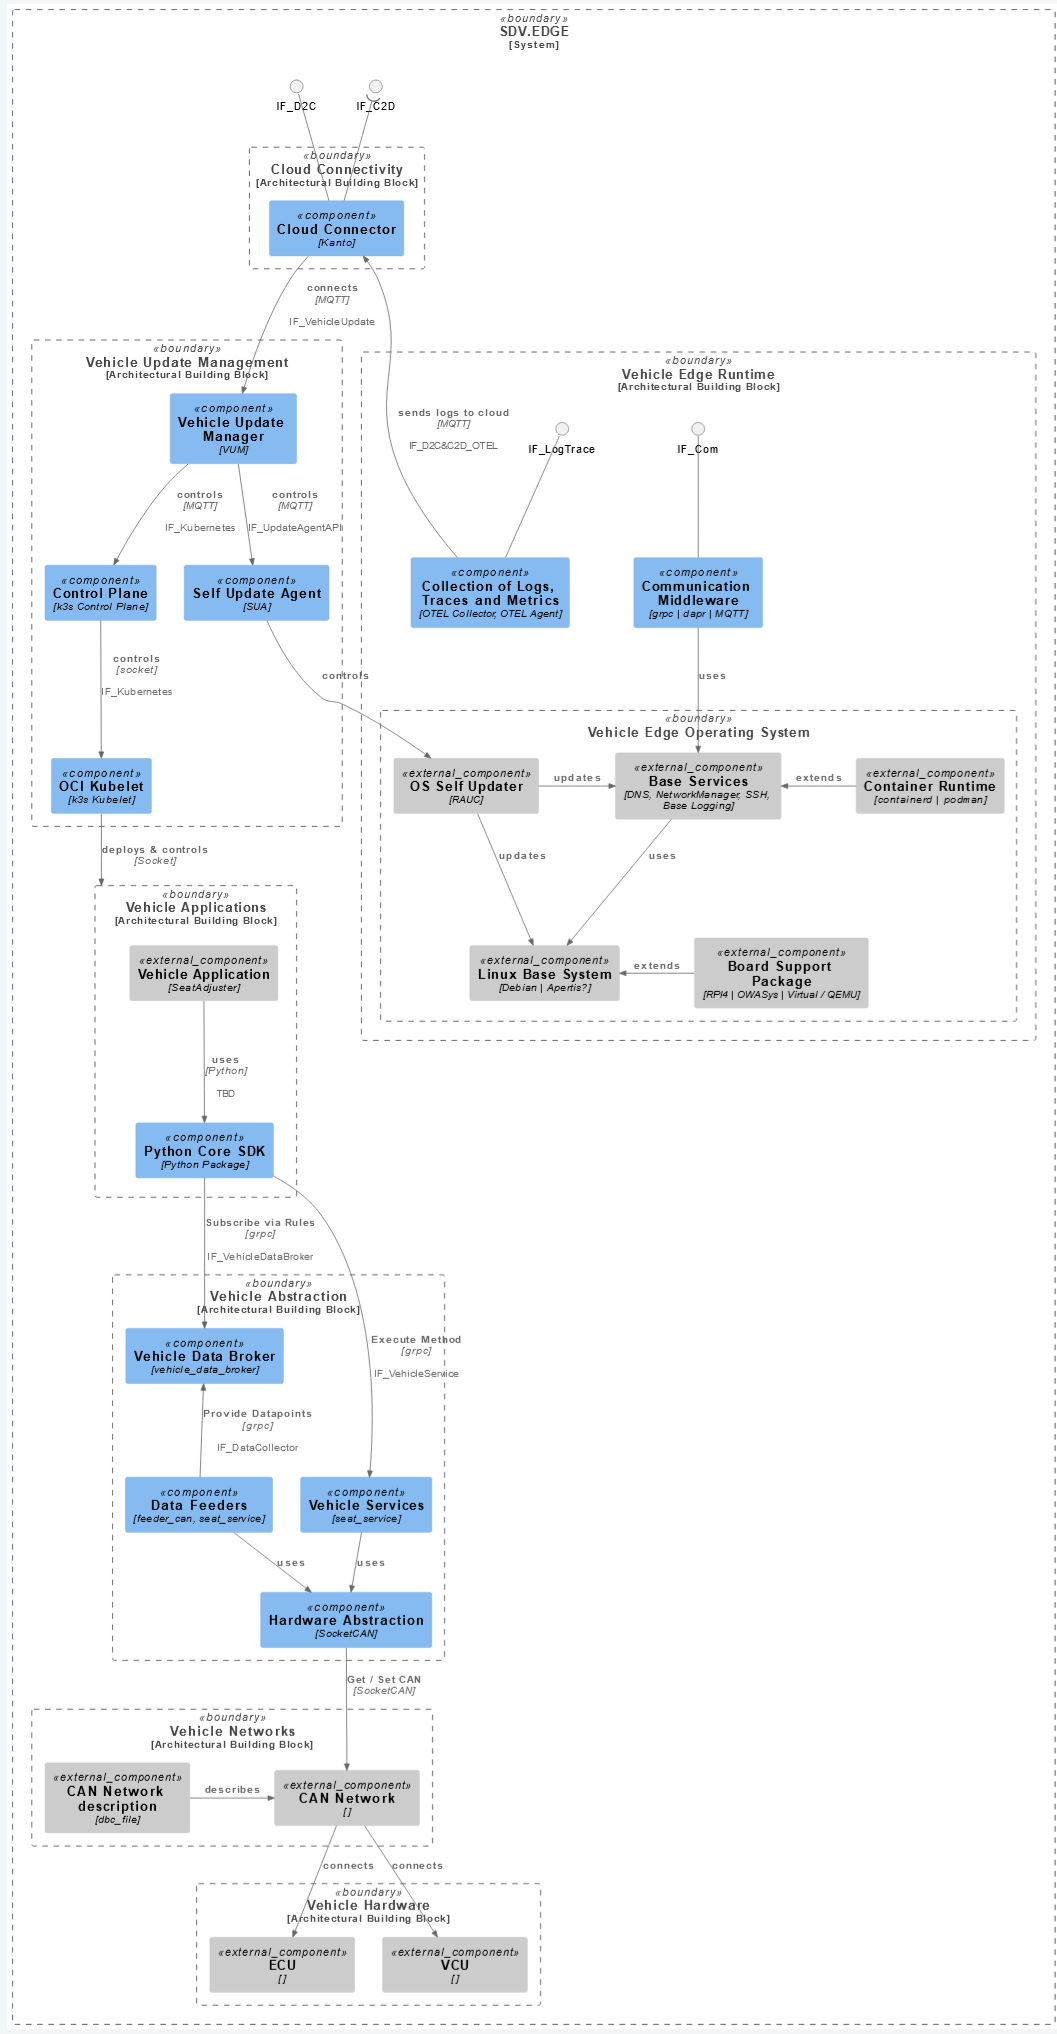 «boundary»
SDV.EDGE
[System]
IF_D2C
IF_C2D
«boundary»
Cloud Connectivity
[Architectural Building Block]
«component»
Cloud Connector
[Kanto]
connects
[MQTT]
IF_VehicleUpdate
«boundary»
Vehicle Update Management
[Architectural Building Block]
«component»
Vehicle Update
Manager
[VUM]
controls
[MQTT]
IF_Kubernetes
controls
[MQTT]
IF_UpdateAgentAPI
«component»
Control Plane
[k3s Control Plane]
«component»
Self Update Agent
[SUA]
controls
[socket]
IF_Kubernetes
controls
«component»
OCI Kubelet
[k3s Kubelet]
deploys & controls
[Socket]
«boundary»
Vehicle Edge Runtime
[Architectural Building Block]
sends logs to cloud
[MQTT]
IF_D2C&C2D_OTEL
IF_LogTrace
IF_Com
«component»
Collection of Logs,
Traces and Metrics
[OTEL Collector, OTEL Agent]
«component»
Communication
Middleware
[grpc | dapr | MQTT]
uses
«boundary»
Vehicle Edge Operating System
«external_component»
OS Self Updater
[RAUC]
updates
«external_component»
Base Services
[DNS, NetworkManager, SSH,
Base Logging]
extends
«external_component»
Container Runtime
[containerd | podman]
updates
uses
«external_component»
Linux Base System
[Debian | Apertis?]
extends
«external_component»
Board Support
Package
[RPI4 | OWASys | Virtual / QEMU]
«boundary»
Vehicle Applications
[Architectural Building Block]
«external_component»
Vehicle Application
[SeatAdjuster]
uses
[Python]
TBD
«component»
Python Core SDK
[Python Package]
Subscribe via Rules
[grpc]
IF_VehicleDataBroker
«boundary»
Vehicle Abstraction
[Architectural Building Block]
«component»
Vehicle Data Broker
[vehicle_data_broker]
Execute Method
[grpc]
IF_VehicleService
Provide Datapoints
[grpc]
IF_DataCollector
«component»
Data Feeders
[feeder_can, seat_service]
«component»
Vehicle Services
[seat_service]
uses
uses
«component»
Hardware Abstraction
[SocketCAN]
Get / Set CAN
[SocketCAN]
«boundary»
Vehicle Networks
[Architectural Building Block]
«external_component»
CAN Network
description
[dbc_file]
describes
«external_component»
CAN Network
[]
connects
connects
«boundary»
Vehicle Hardware
[Architectural Building Block]
«external_component»
ECU
[]
«external_component»
VCU
[]